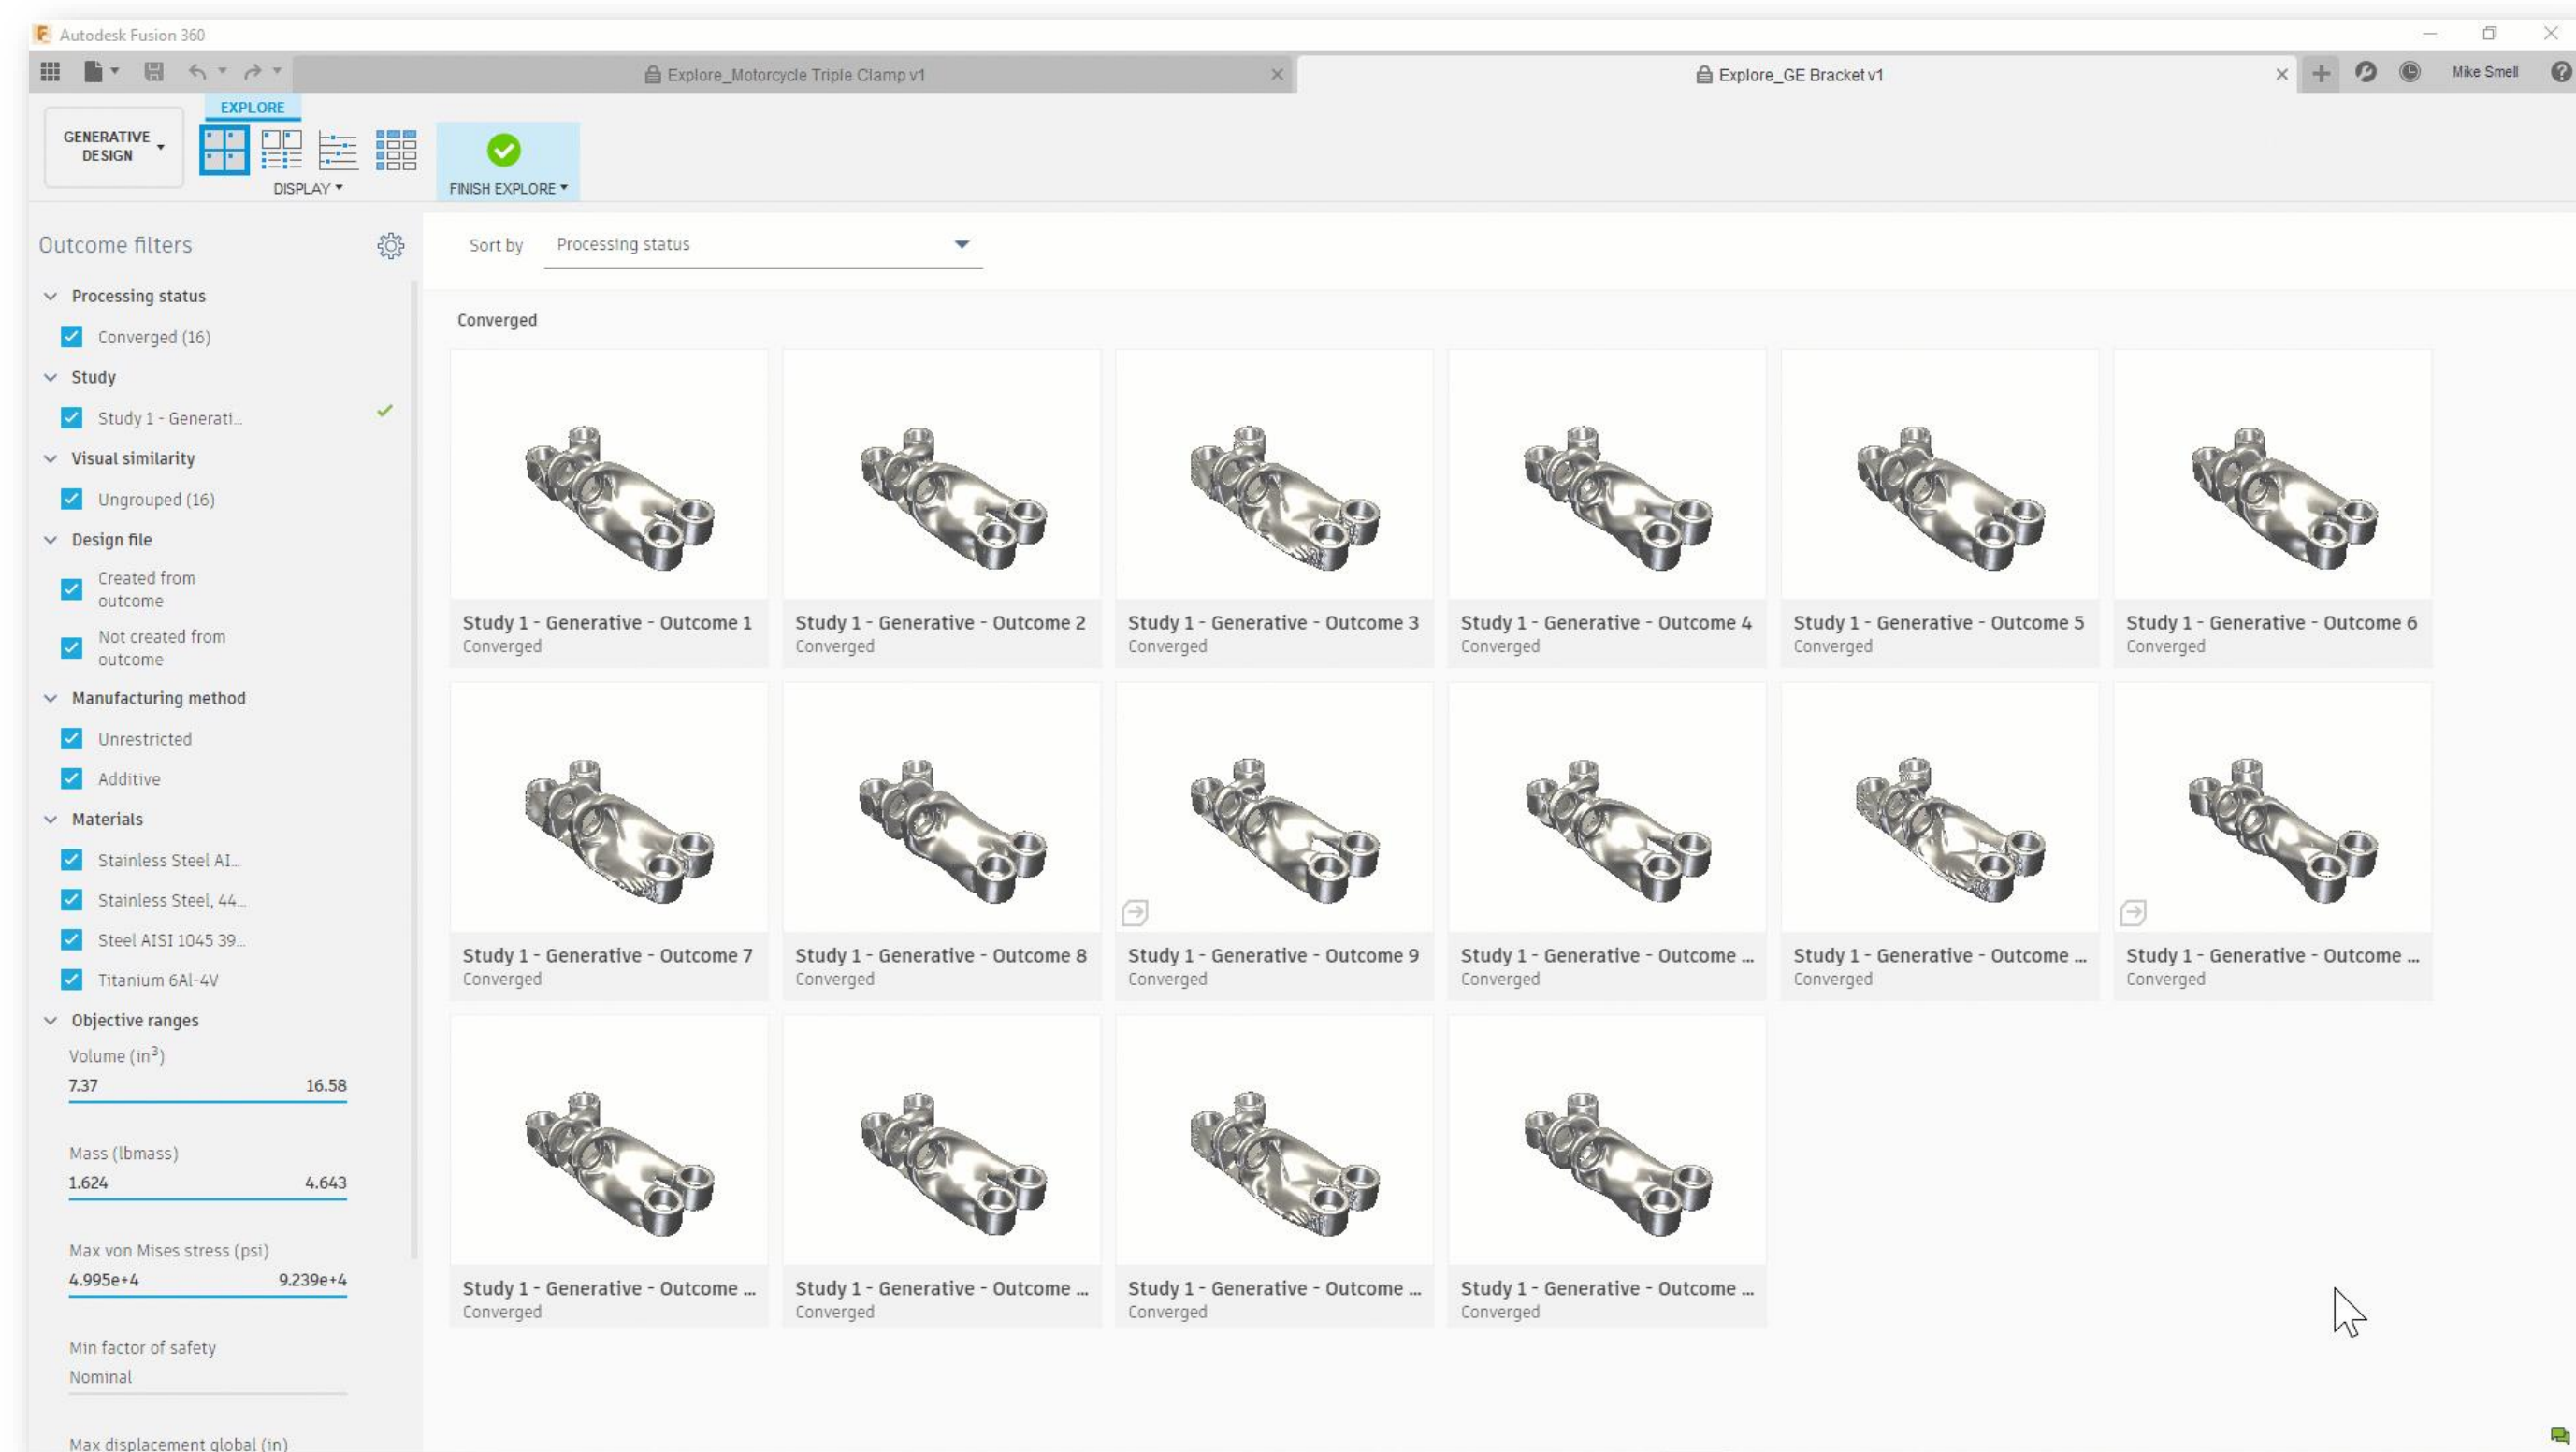 Autodesk Fusion 360
Explore_Motorcycle Triple Clamp v1
Explore_GE Bracket v1
Mike Smell
EXPLORE
GENERATIVE
DESIGN
DISPLAY
FINISH EXPLORE
Outcome filters
Processing status
Converged (16)
Study
Study 1 - Generati...
Visual similarity
Ungrouped (16)
Design file
Created from
outcome
Not created from
outcome
Manufacturing method
Unrestricted
Additive
Materials
Stainless Steel AI...
Stainless Steel, 44...
Steel AISI 1045 39...
Titanium 6Al-4V
Objective ranges
Volume (in³)
7.37 16.58
Mass (lbmass)
1.624 4.643
Max von Mises stress (psi)
4.995e+4 9.239e+4
Min factor of safety
Nominal
Max displacement global (in)
Sort by Processing status
Converged
Study 1 - Generative - Outcome 1
Converged
Study 1 - Generative - Outcome 2
Converged
Study 1 - Generative - Outcome 3
Converged
Study 1 - Generative - Outcome 4
Converged
Study 1 - Generative - Outcome 5
Converged
Study 1 - Generative - Outcome 6
Converged
Study 1 - Generative - Outcome 7
Converged
Study 1 - Generative - Outcome 8
Converged
Study 1 - Generative - Outcome 9
Converged
Study 1 - Generative - Outcome ...
Converged
Study 1 - Generative - Outcome ...
Converged
Study 1 - Generative - Outcome ...
Converged
Study 1 - Generative - Outcome ...
Converged
Study 1 - Generative - Outcome ...
Converged
Study 1 - Generative - Outcome ...
Converged
Study 1 - Generative - Outcome ...
Converged